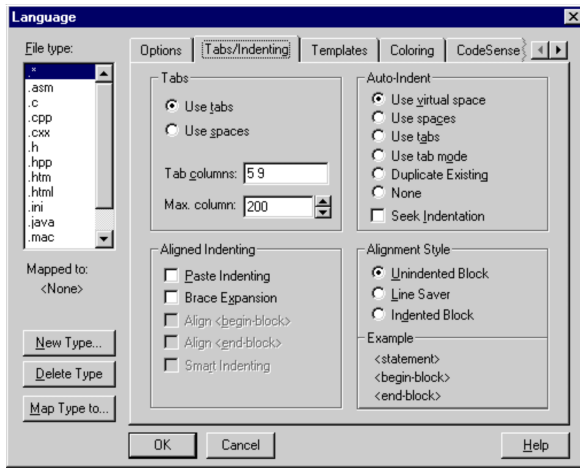 Language
File type:
.*
.asm
.c
.cpp
.cxx
.h
.hpp
.htm
.html
.ini
.java
.mac
Mapped to:
<None>
New Type...
Delete Type
Map Type to...
Options Tabs/Indenting Templates Coloring CodeSense
Tabs
Use tabs
Use spaces
Tab columns: 5 9
Max. column: 200
Auto-Indent
Use virtual space
Use spaces
Use tabs
Use tab mode
Duplicate Existing
None
Seek Indentation
Aligned Indenting
Paste Indenting
Brace Expansion
Align <begin-block>
Align <end-block>
Smart Indenting
Alignment Style
Unindented Block
Line Saver
Indented Block
Example
<statement>
<begin-block>
<end-block>
OK Cancel Help